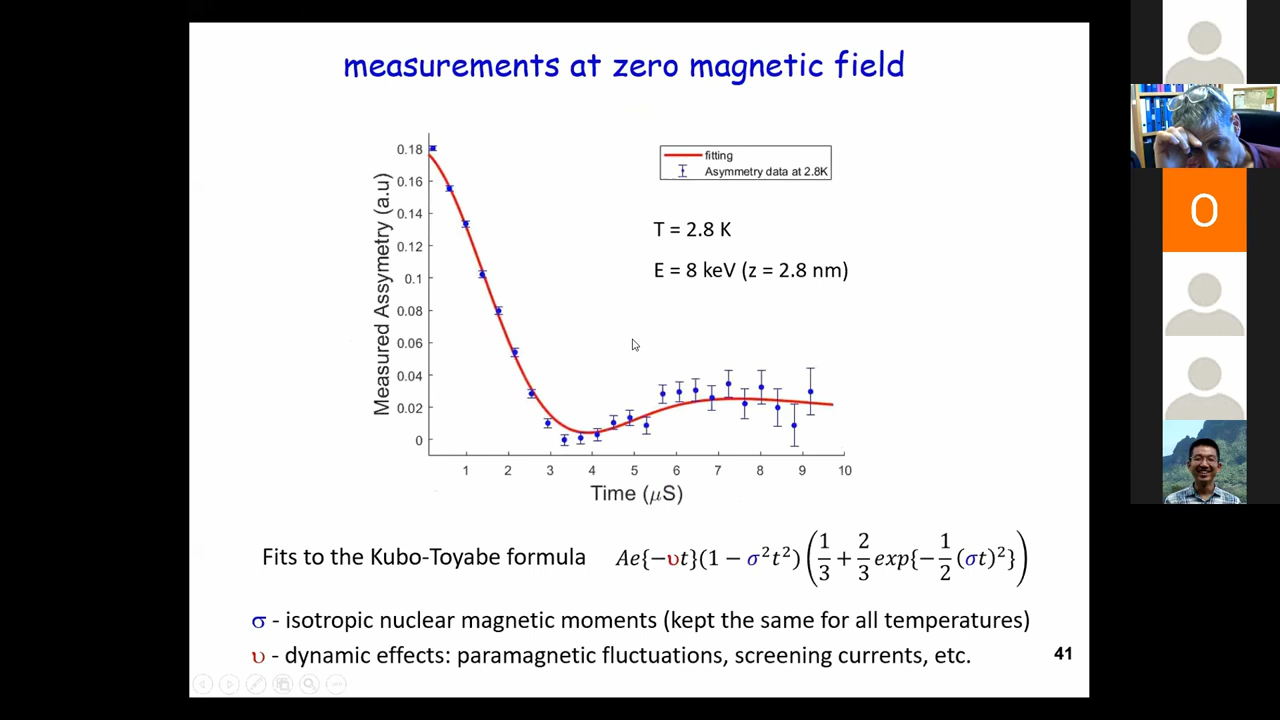 measurements at zero magnetic field
0.18
0.16
0.14
0.12
0.1
0.08
0.06
0.04
0.02
0
Measured Assymetry (a.u)
1 2 3 4 5 6 7 8 9 10
Time (μS)
fitting
Asymmetry data at 2.8K
T = 2.8 K
E = 8 keV (z = 2.8 nm)
Fits to the Kubo-Toyabe formula Ae{−υt}(1 − σ²t²)(1/3 + 2/3 exp{−1/2 (σt)²})
σ - isotropic nuclear magnetic moments (kept the same for all temperatures)
υ - dynamic effects: paramagnetic fluctuations, screening currents, etc.
41
O